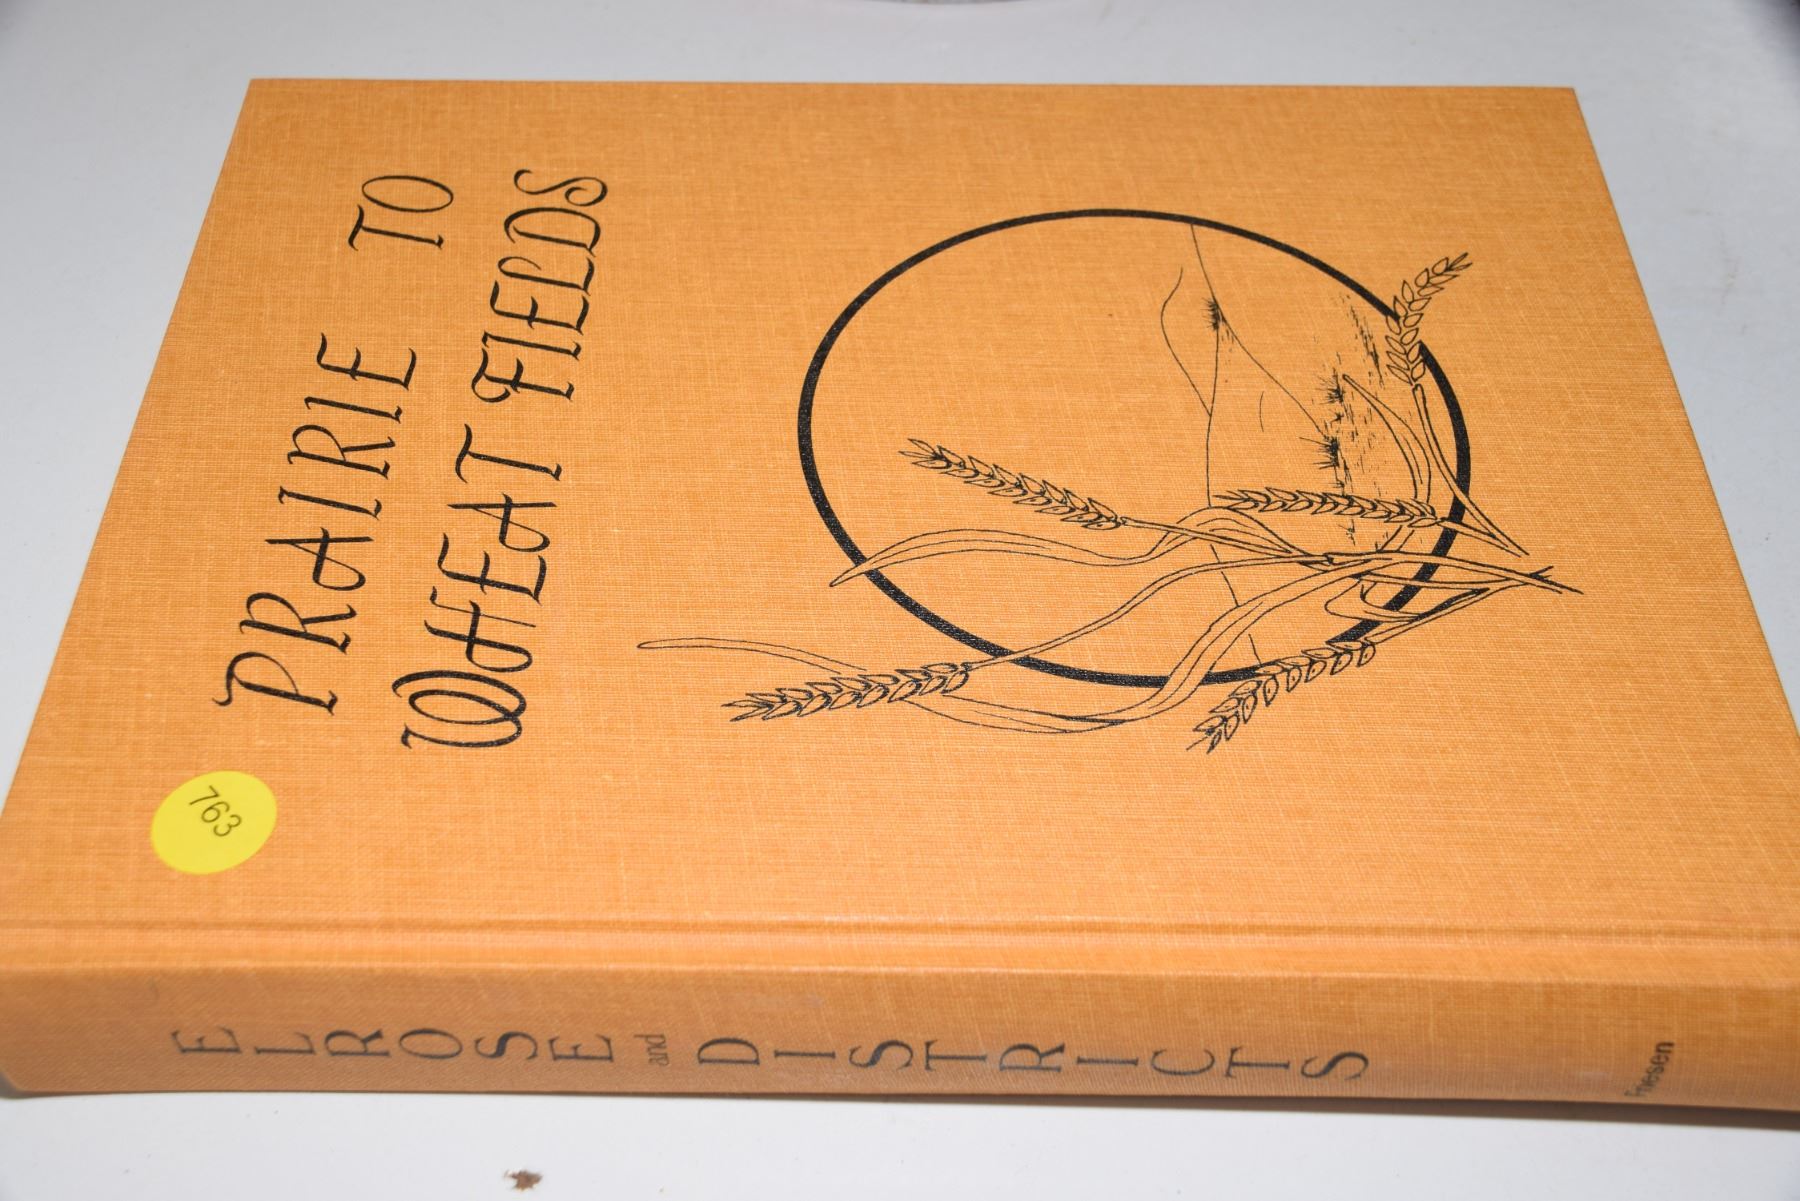 PRAIRIE TO
WHEAT FIELDS
763
ELROSE and DISTRICTS
Friesen